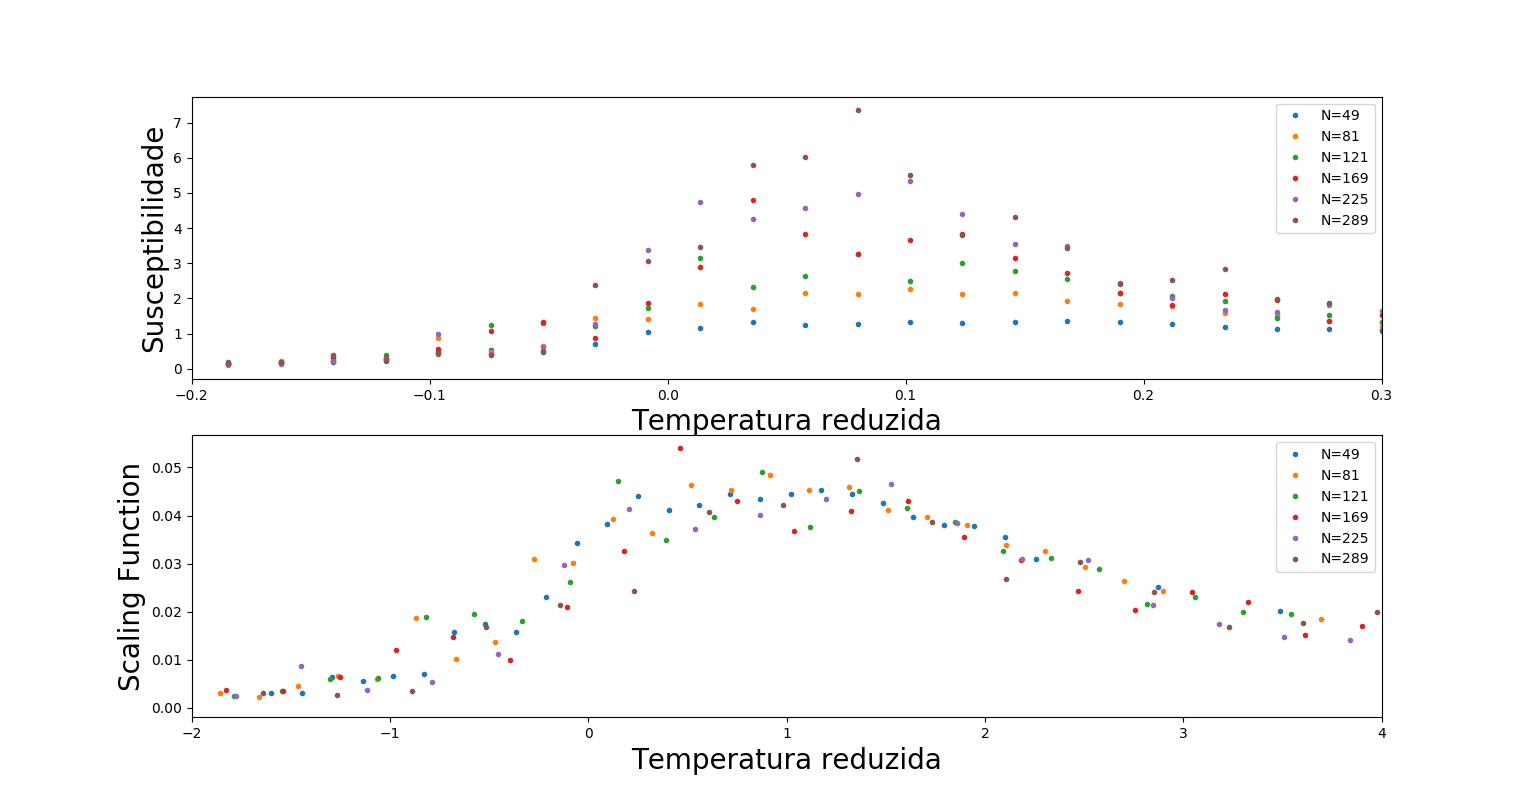 Susceptibilidade
7
6
5
4
3
2
1
0
N=49
N=81
N=121
N=169
N=225
N=289
−0.2 −0.1 0.0 0.1 0.2 0.3
Temperatura reduzida
Scaling Function
0.05
0.04
0.03
0.02
0.01
0.00
N=49
N=81
N=121
N=169
N=225
N=289
−2 −1 0 1 2 3 4
Temperatura reduzida